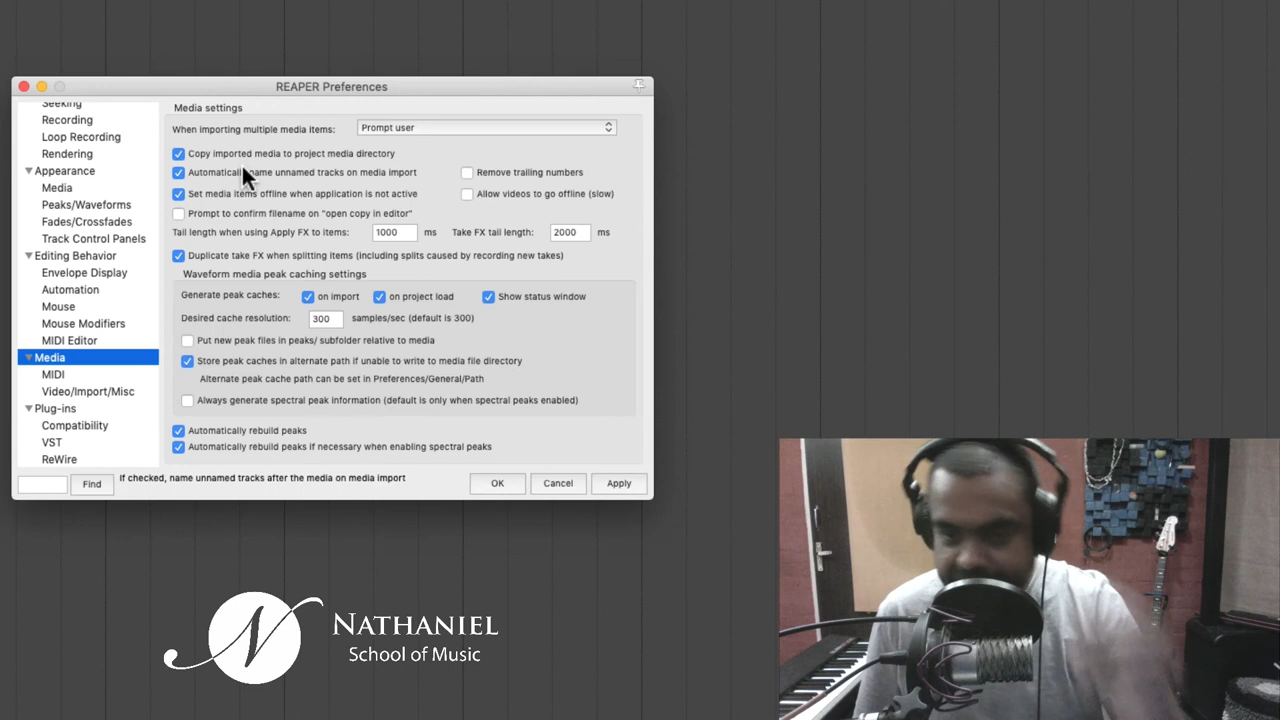 REAPER Preferences
Seeking
Recording
Loop Recording
Rendering
Appearance
Media
Peaks/Waveforms
Fades/Crossfades
Track Control Panels
Editing Behavior
Envelope Display
Automation
Mouse
Mouse Modifiers
MIDI Editor
Media
MIDI
Video/Import/Misc
Plug-ins
Compatibility
VST
ReWire
Find
Media settings
When importing multiple media items: Prompt user
Copy imported media to project media directory
Automatically name unnamed tracks on media import Remove trailing numbers
Set media items offline when application is not active Allow videos to go offline (slow)
Prompt to confirm filename on "open copy in editor"
Tail length when using Apply FX to items: 1000 ms Take FX tail length: 2000 ms
Duplicate take FX when splitting items (including splits caused by recording new takes)
Waveform media peak caching settings
Generate peak caches: on import on project load Show status window
Desired cache resolution: 300 samples/sec (default is 300)
Put new peak files in peaks/ subfolder relative to media
Store peak caches in alternate path if unable to write to media file directory
Alternate peak cache path can be set in Preferences/General/Path
Always generate spectral peak information (default is only when spectral peaks enabled)
Automatically rebuild peaks
Automatically rebuild peaks if necessary when enabling spectral peaks
If checked, name unnamed tracks after the media on media import
OK Cancel Apply
N
NATHANIEL
School of Music